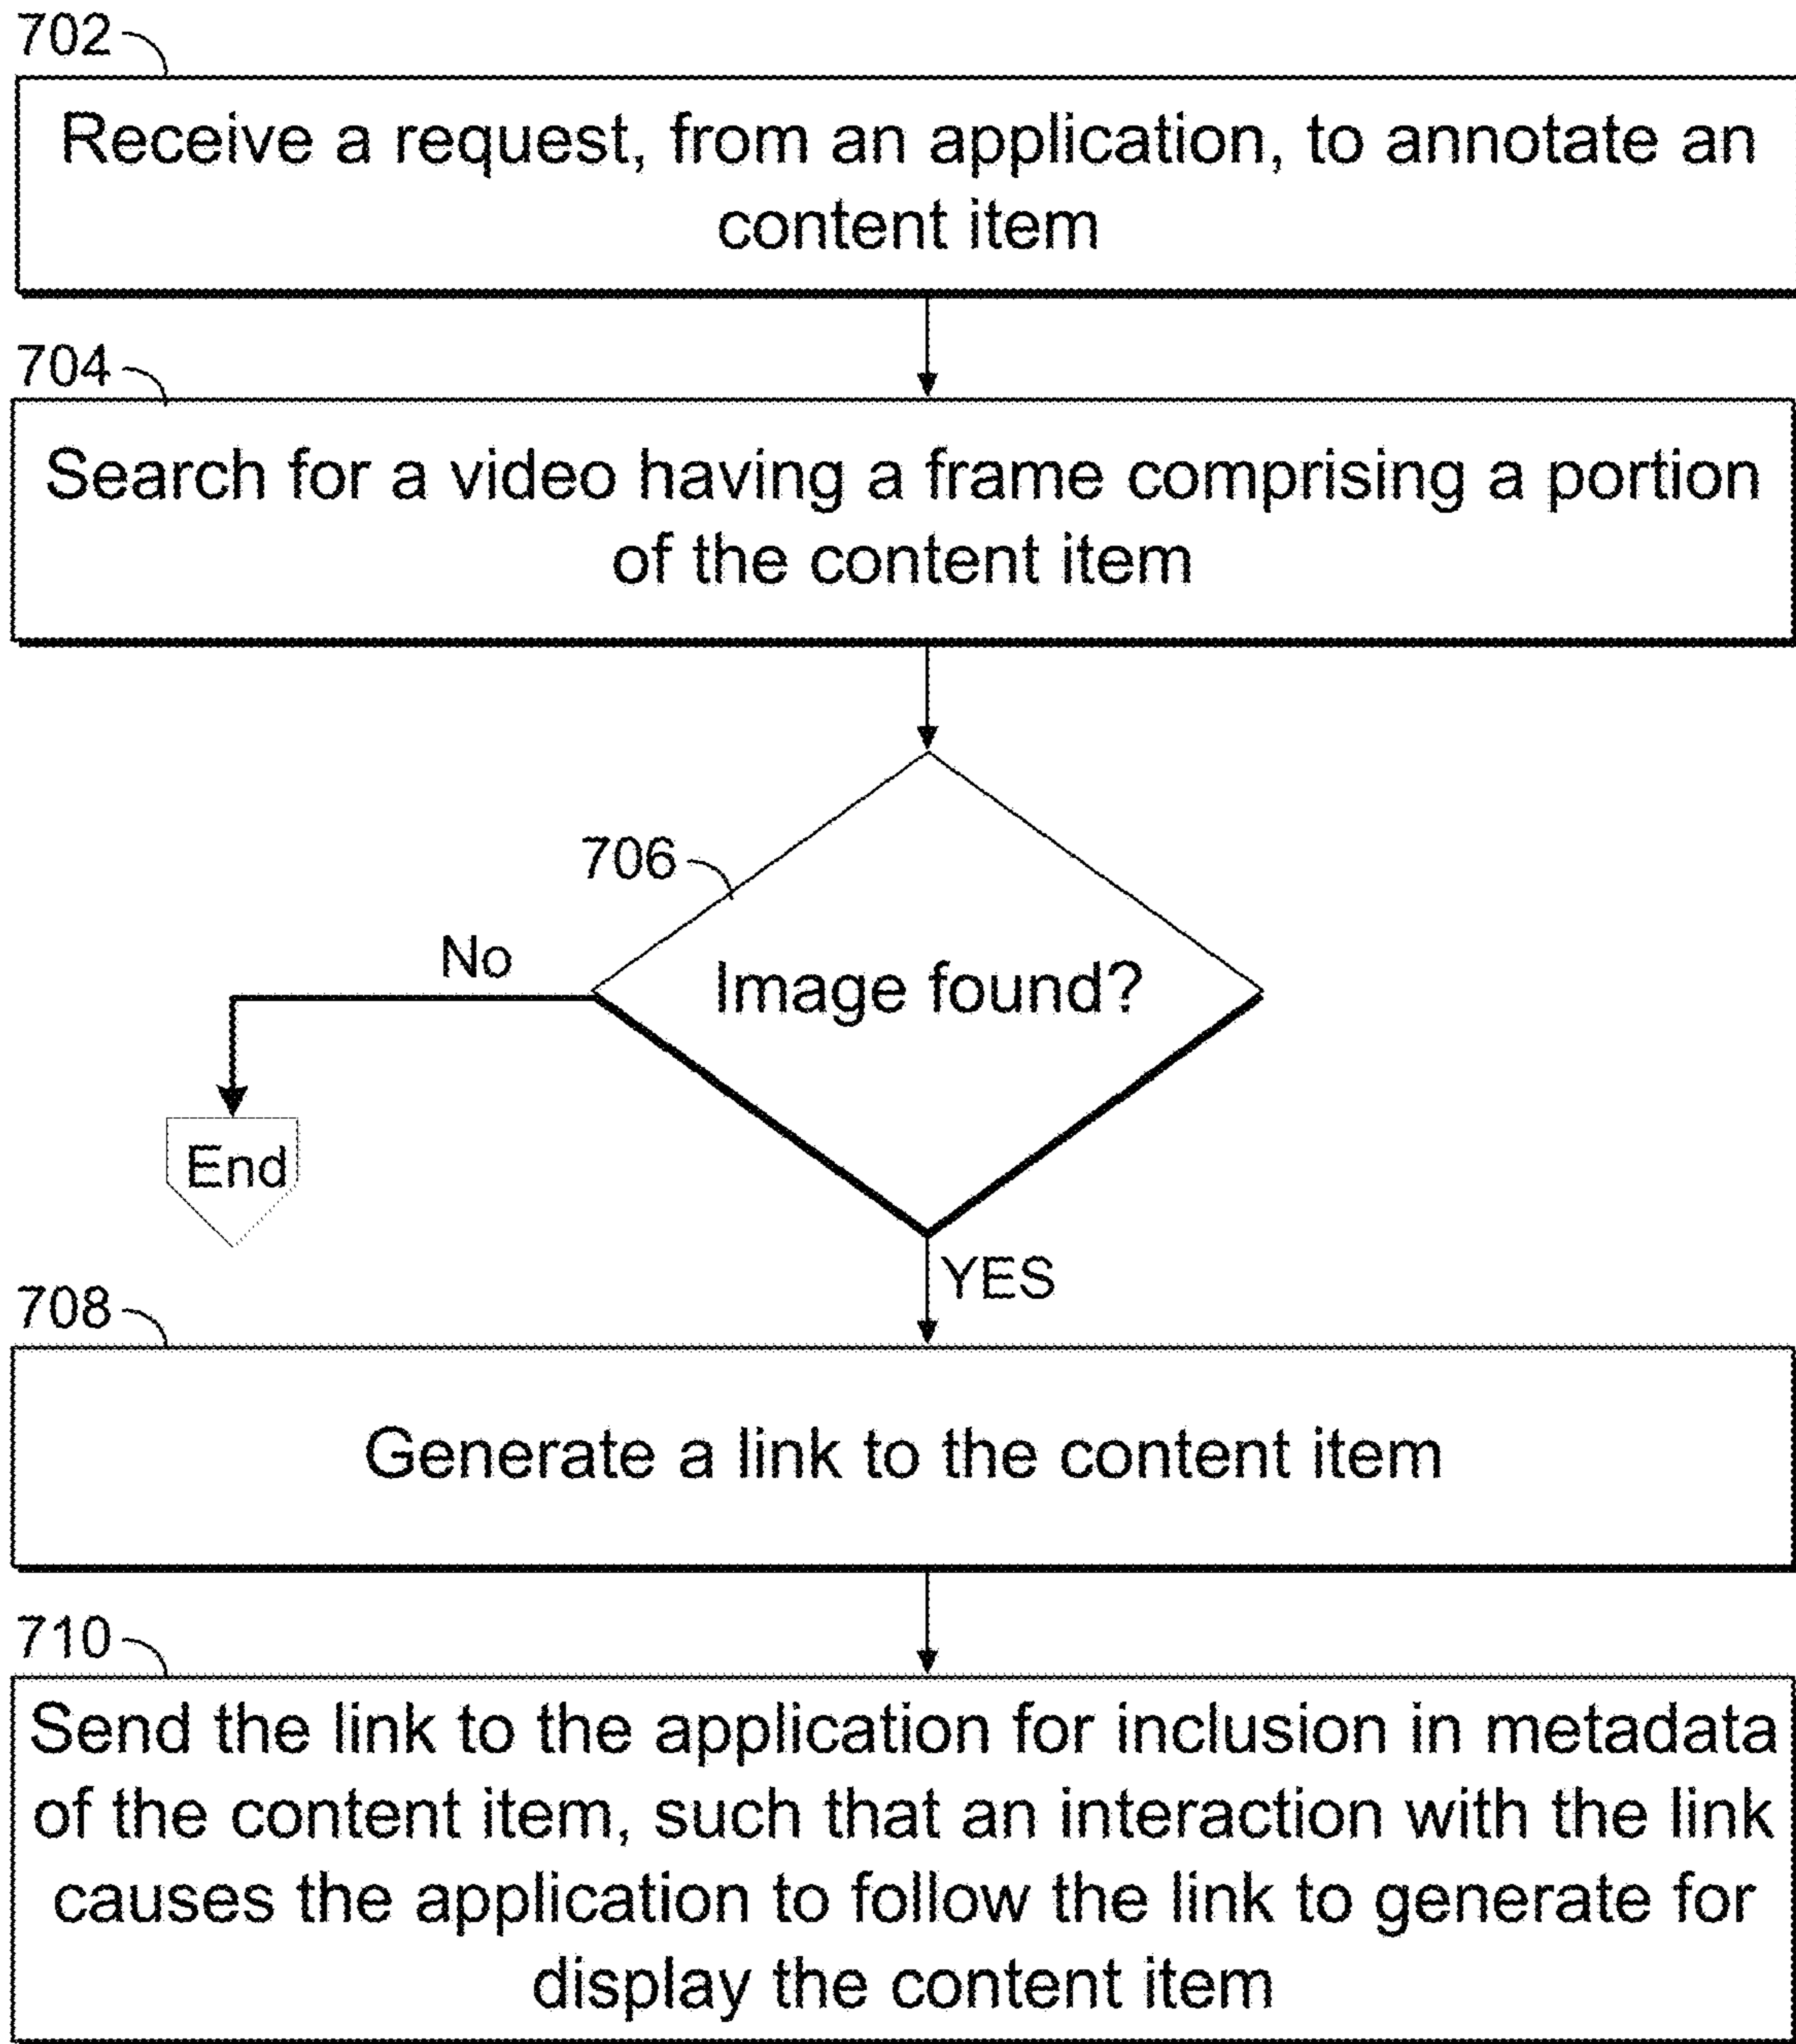 702
Receive a request, from an application, to annotate an
content item
704
Search for a video having a frame comprising a portion
of the content item
706
No
Image found?
End
YES
708
Generate a link to the content item
710
Send the link to the application for inclusion in metadata
of the content item, such that an interaction with the link
causes the application to follow the link to generate for
display the content item